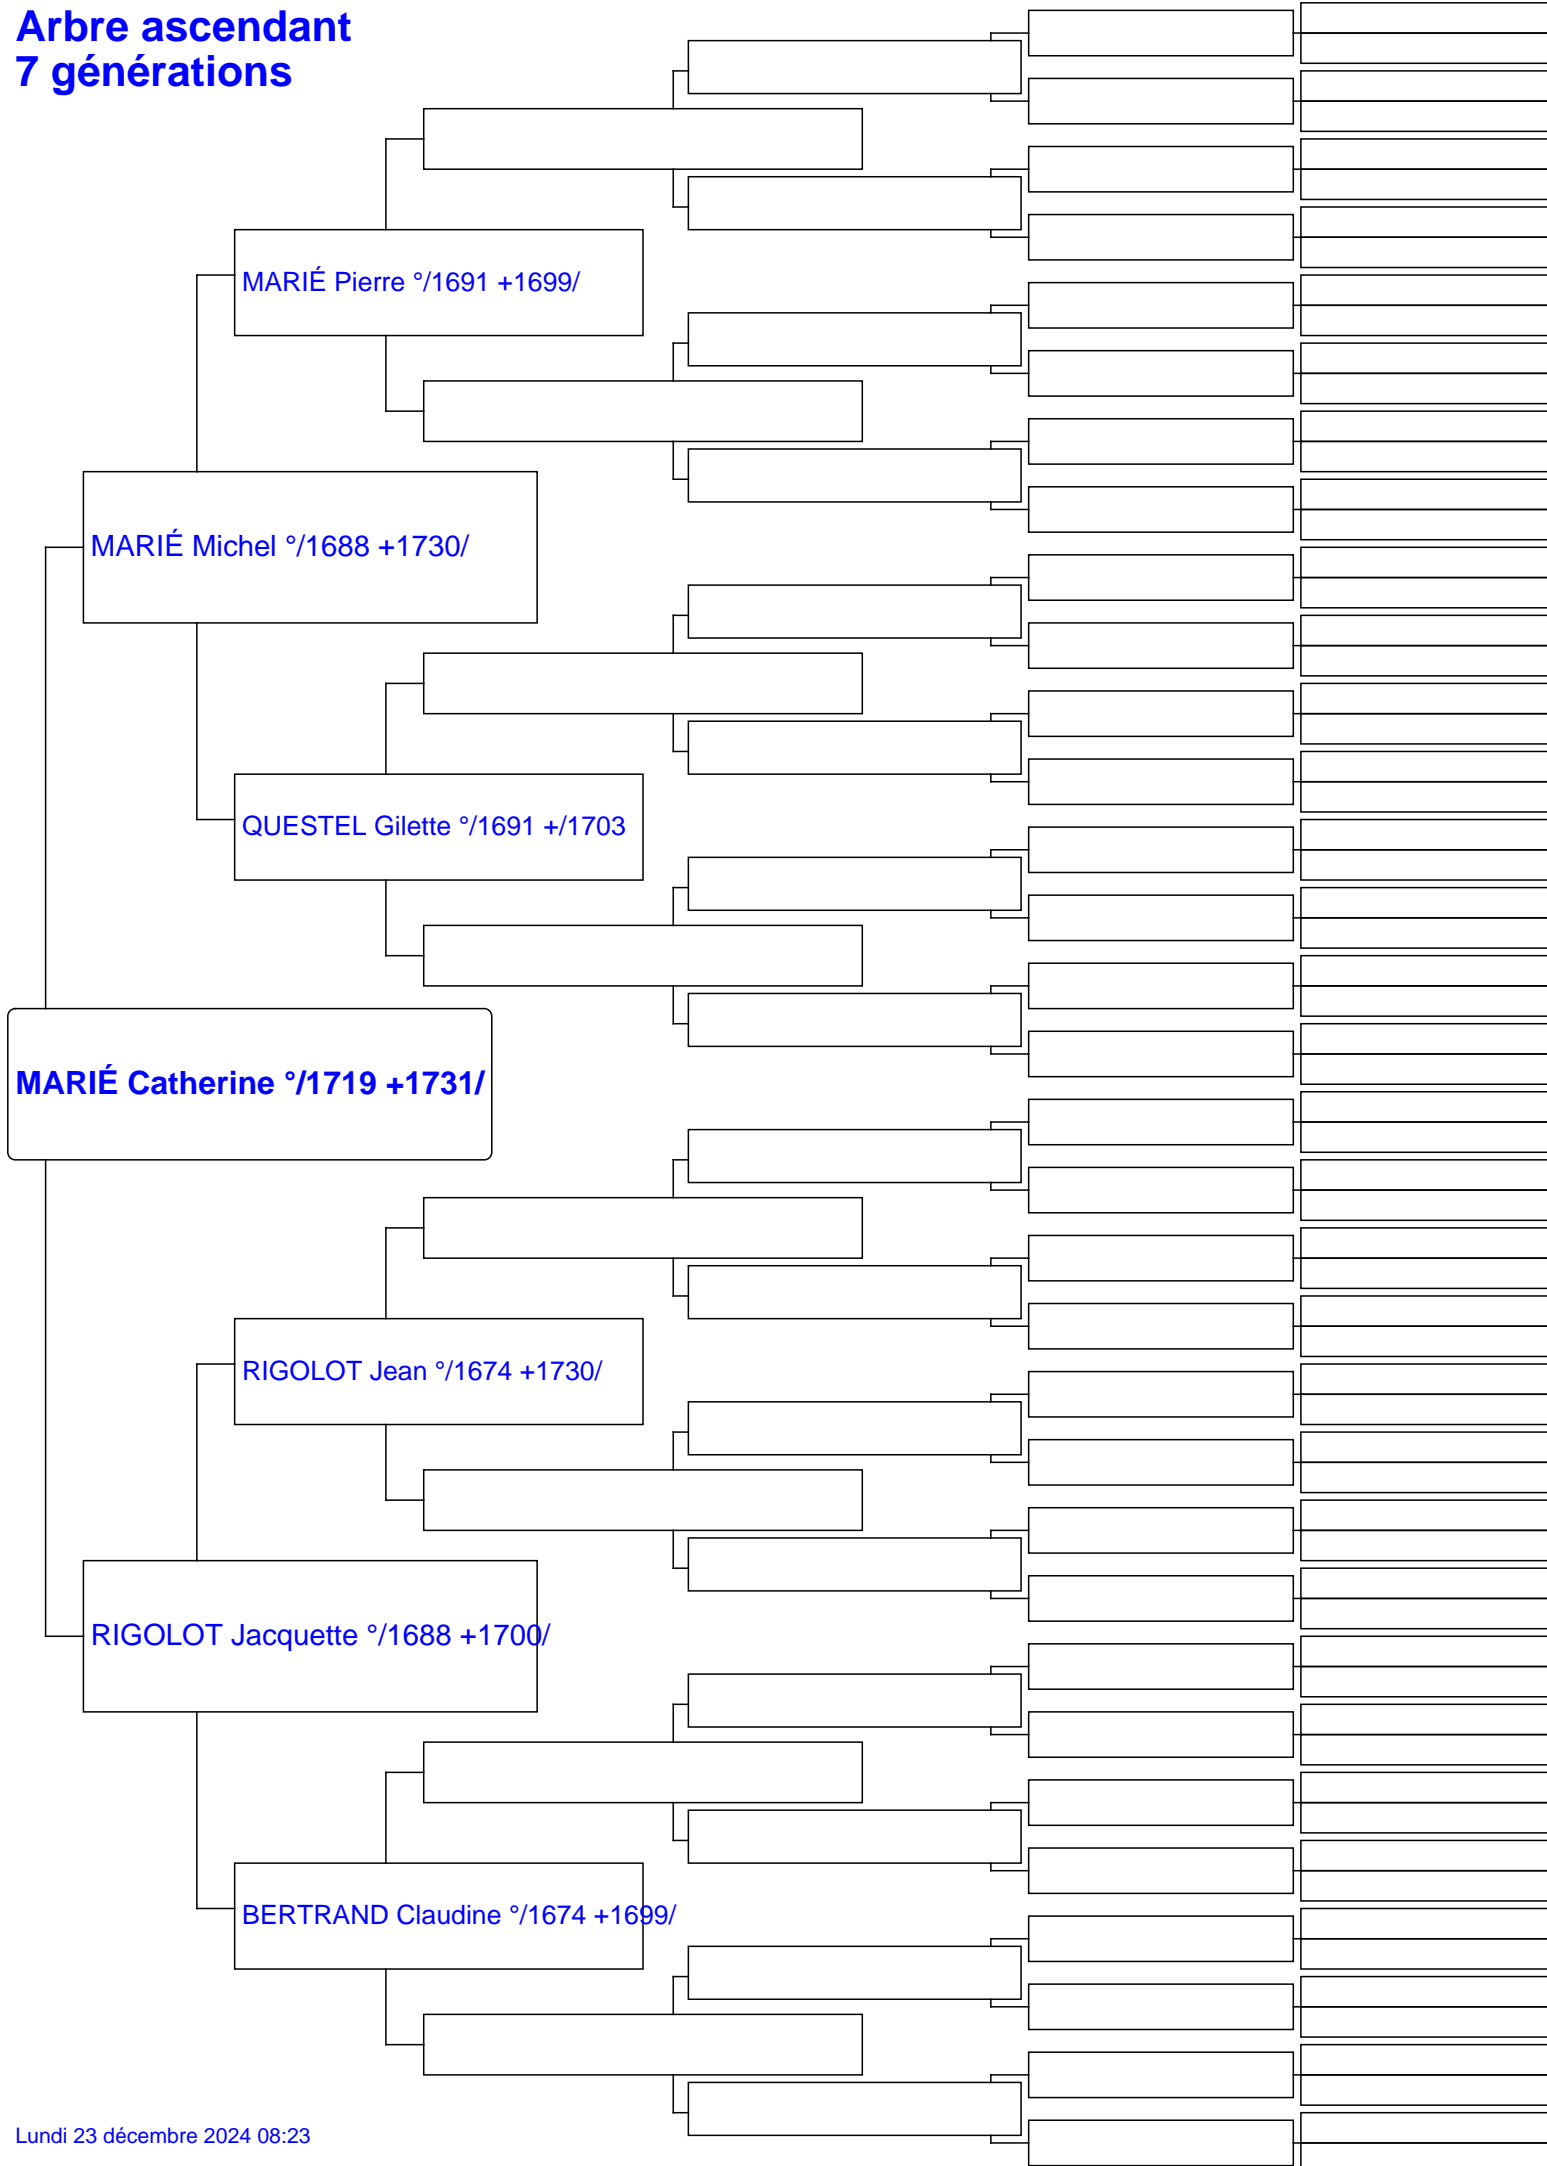 Arbre ascendant
7 générations
MARIÉ Pierre °/1691 +1699/
MARIÉ Michel °/1688 +1730/
QUESTEL Gilette °/1691 +/1703
MARIÉ Catherine °/1719 +1731/
RIGOLOT Jean °/1674 +1730/
RIGOLOT Jacquette °/1688 +1700/
BERTRAND Claudine °/1674 +1699/
Lundi 23 décembre 2024 08:23